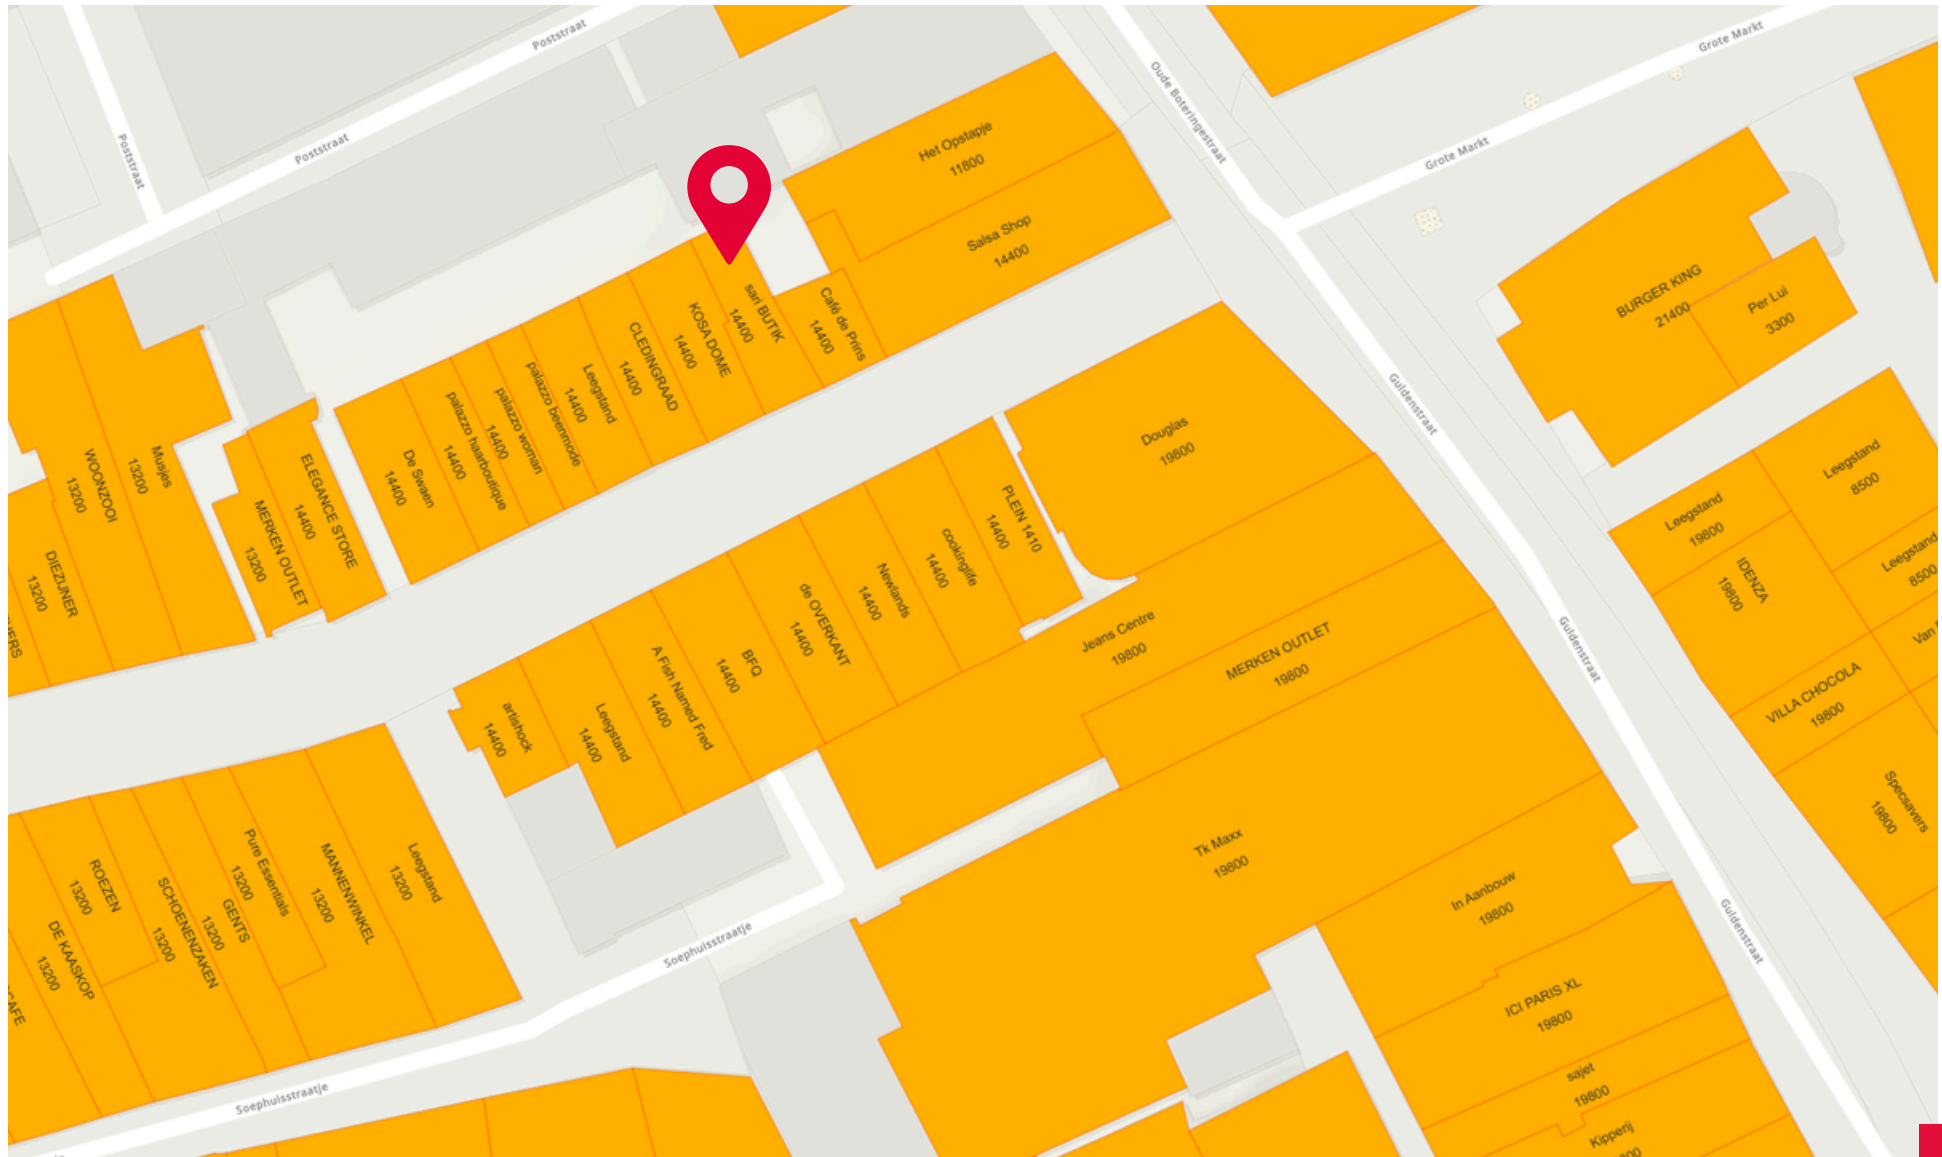 Poststraat
Poststraat
Poststraat
Oude Boteringestraat
Grote Markt
Grote Markt
Het Opstapje
11800
Salsa Shop
14400
Café de Prins
14400
sari BUTIK
14400
KOSA DOME
14400
CLEDINGRAAD
14400
Leegstand
14400
palazzo beenmode
palazzo woman
14400
palazzo haarboutique
14400
De Swaen
14400
ELEGANCE STORE
14400
MERKEN OUTLET
13200
Musjes
13200
WOONZOOI
13200
DIEZIJNER
13200
BURGER KING
21400
Per Lui
3300
Guldenstraat
Douglas
19800
PLEIN 1410
14400
cookinglife
14400
Newlands
14400
de OVERKANT
14400
BFQ
14400
A Fish Named Fred
14400
Leegstand
14400
artishock
14400
Jeans Centre
19800
MERKEN OUTLET
19800
Leegstand
19800
Leegstand
8500
Leegstand
8500
IDENZA
19800
Van
VILLA CHOCOLA
19800
Specsavers
19800
Guldenstraat
Tk Maxx
19800
In Aanbouw
19800
ICI PARIS XL
19800
sajet
19800
Kipperij
Guldenstraat
Leegstand
13200
MANNENWINKEL
13200
Pure Essentials
13200
GENTS
13200
SCHOENENZAKEN
13200
ROEZEN
13200
DE KAASKOP
13200
Soephuisstraatje
Soephuisstraatje